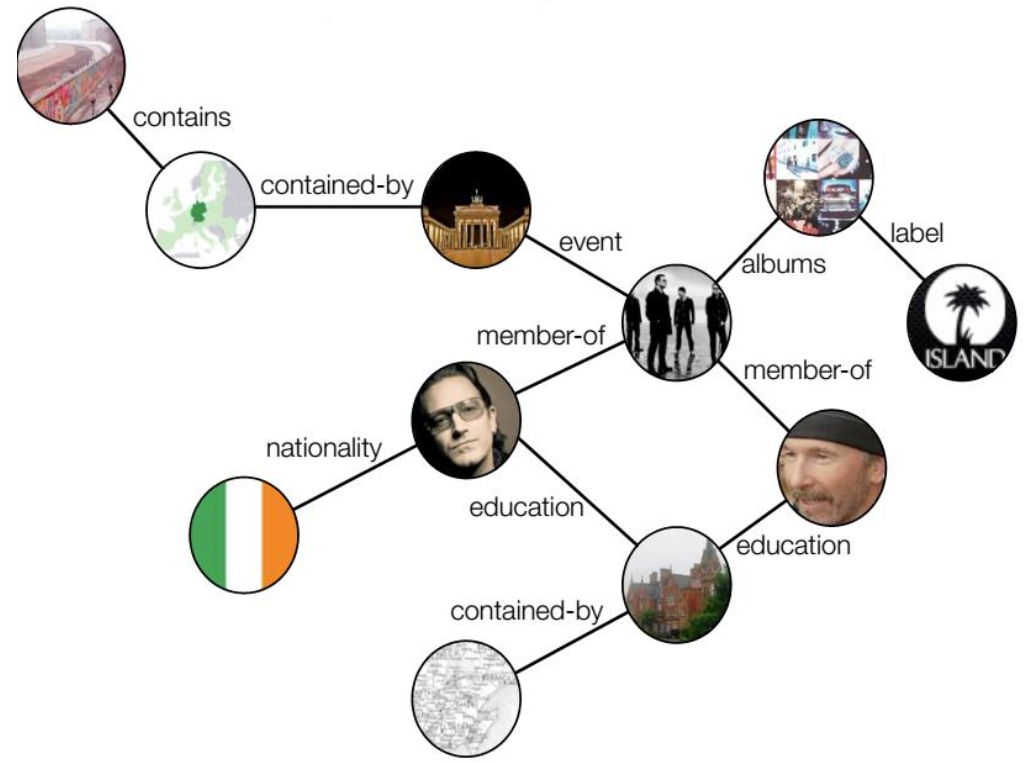 contains
contained-by
event
albums
label
ISLAND
member-of
member-of
nationality
education
education
contained-by